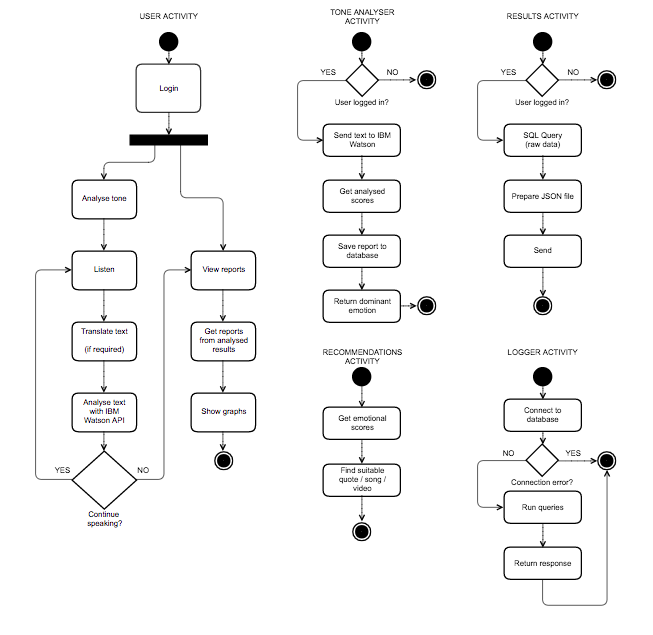 USER ACTIVITY
Login
Analyse tone
Listen
Translate text
(if required)
Analyse text
with IBM
Watson API
YES
NO
Continue
speaking?
View reports
Get reports
from analysed
results
Show graphs
TONE ANALYSER
ACTIVITY
YES
NO
User logged in?
Send text to IBM
Watson
Get analysed
scores
Save report to
database
Return dominant
emotion
RESULTS ACTIVITY
YES
NO
User logged in?
SQL Query
(raw data)
Prepare JSON file
Send
RECOMMENDATIONS
ACTIVITY
Get emotional
scores
Find suitable
quote / song /
video
LOGGER ACTIVITY
Connect to
database
NO
YES
Connection error?
Run queries
Return response